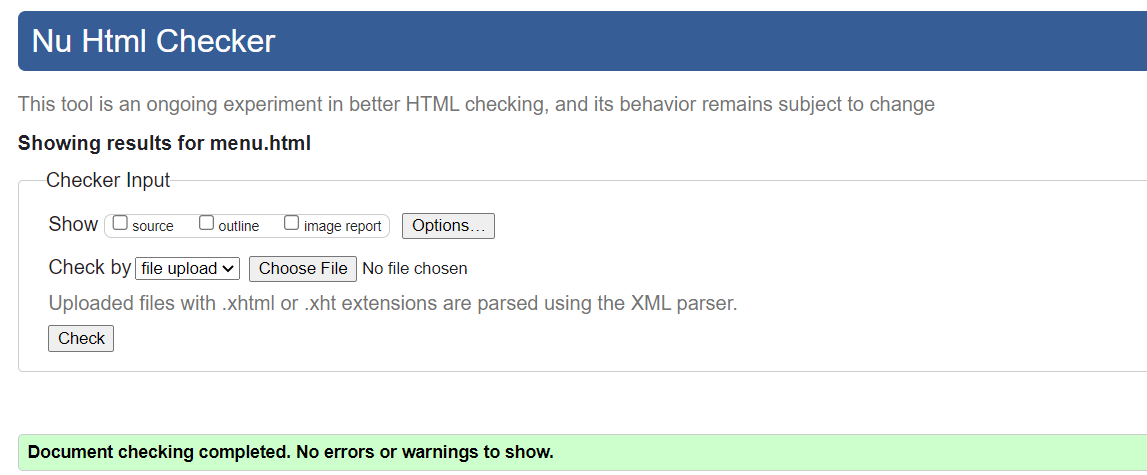 Nu Html Checker
This tool is an ongoing experiment in better HTML checking, and its behavior remains subject to change
Showing results for menu.html
Checker Input
Show source outline image report Options...
Check by file upload Choose File No file chosen
Uploaded files with .xhtml or .xht extensions are parsed using the XML parser.
Check
Document checking completed. No errors or warnings to show.